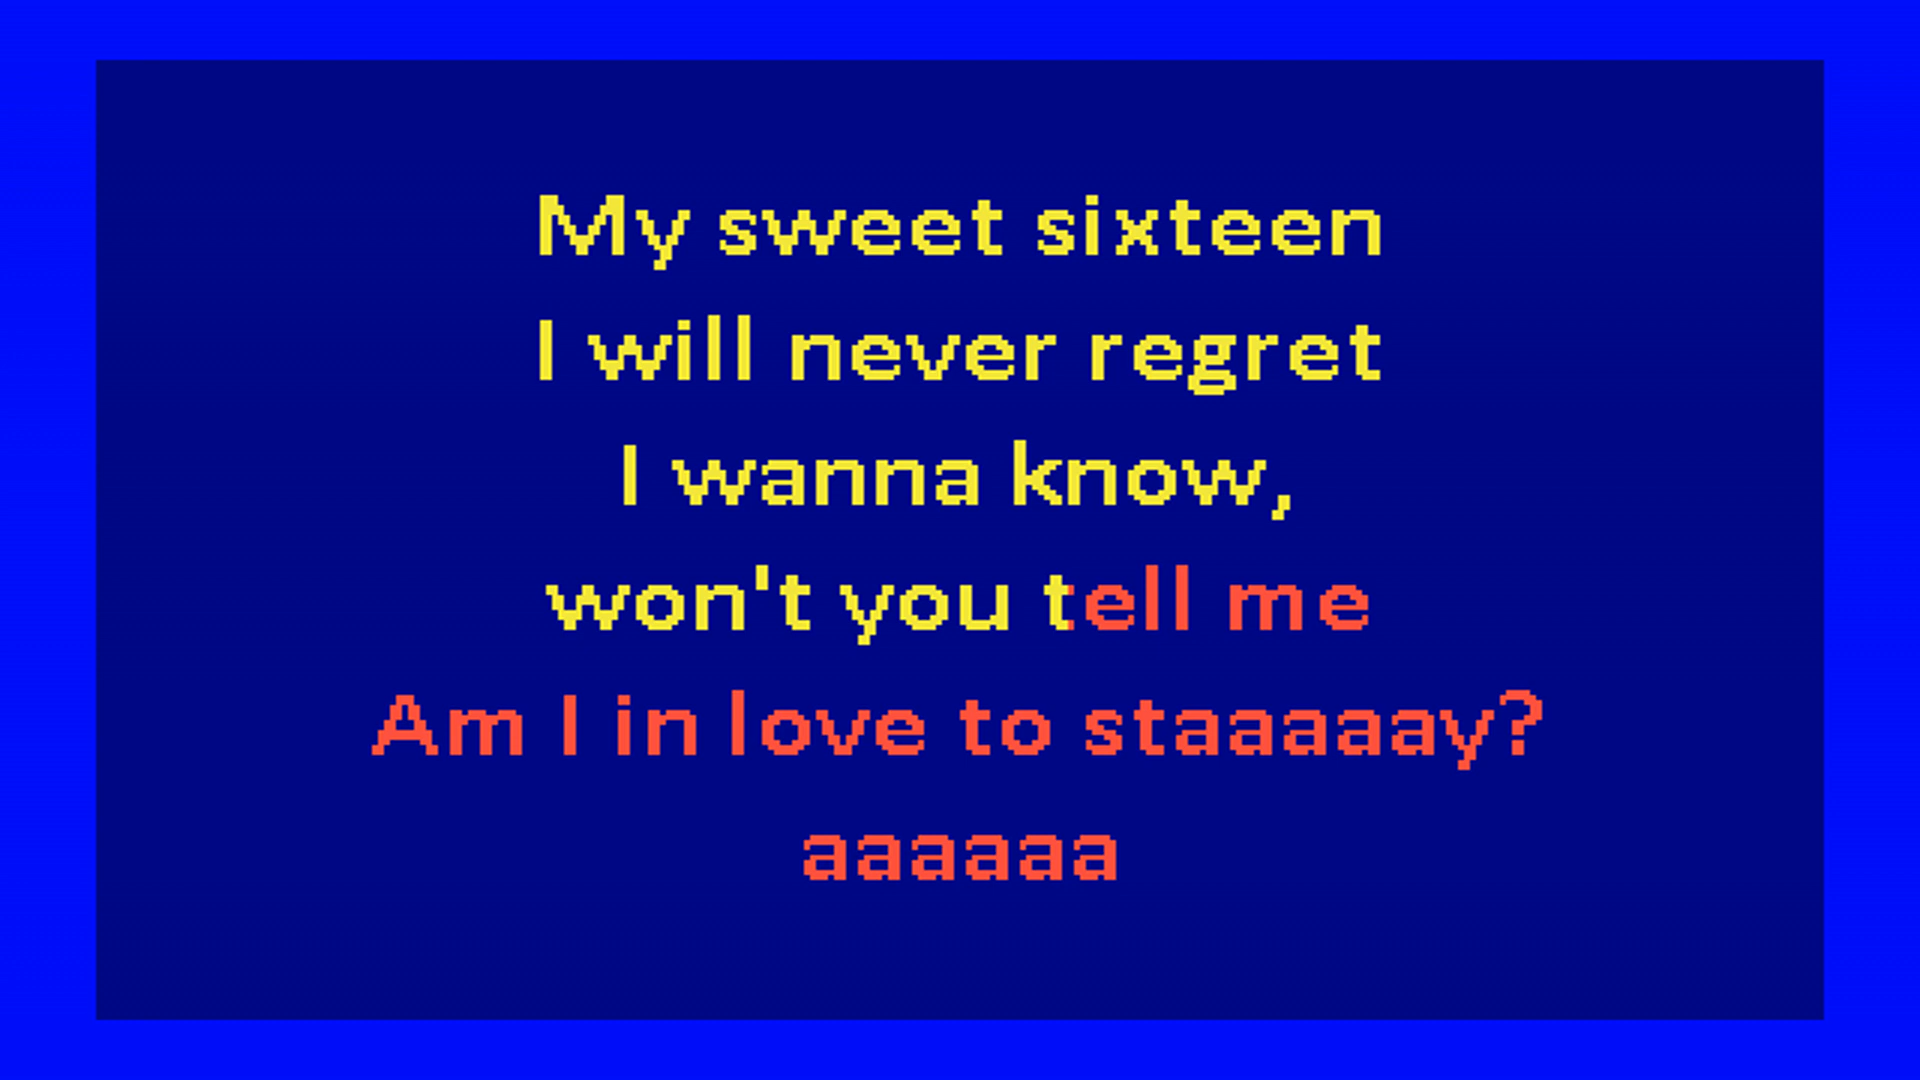 My sweet sixteen
I will never regret
I wanna know,
won't you tell me
Am I in love to staaaaay?
aaaaaa